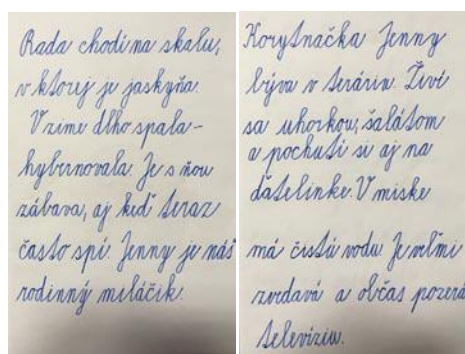 Rada chodí na skalu,
v ktorej je jaskyňa.
V zime dlho spala-
hybernovala. Je s ňou
zábava, aj keď teraz
často spí. Jenny je náš
rodinný miláčik.
Korytnačka Jenny
býva v teráriu. Živí
sa uhorkou, šalátom
a pochutí si aj na
ďatelinke. V miske
má čistú vodu. Je veľmi
zvedavá a občas pozerá
televíziu.